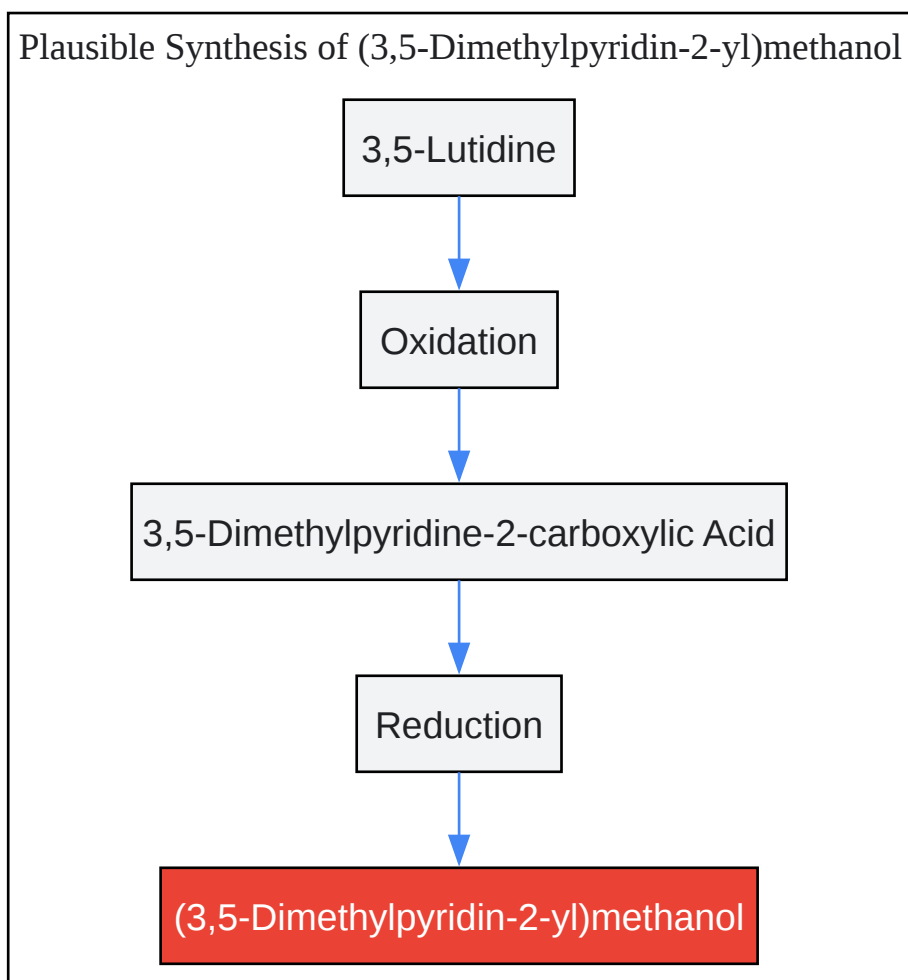 Plausible Synthesis of (3,5-Dimethylpyridin-2-yl)methanol
3,5-Lutidine
Oxidation
3,5-Dimethylpyridine-2-carboxylic Acid
Reduction
(3,5-Dimethylpyridin-2-yl)methanol